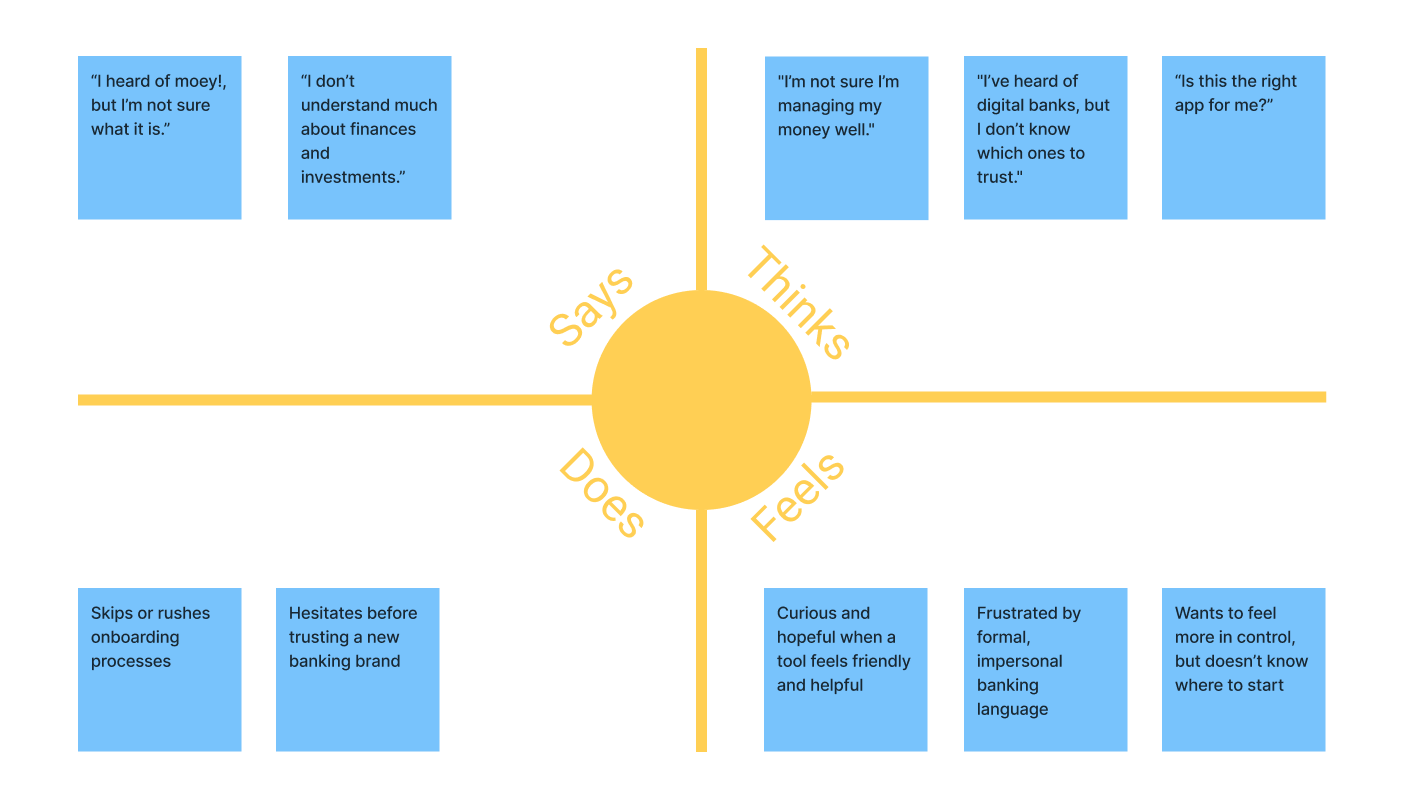 “I heard of moey!,
but I’m not sure
what it is.”
“I don’t
understand much
about finances
and
investments.”
"I’m not sure I’m
managing my
money well."
"I’ve heard of
digital banks, but
I don’t know
which ones to
trust."
“Is this the right
app for me?”
Says
Thinks
Does
Feels
Skips or rushes
onboarding
processes
Hesitates before
trusting a new
banking brand
Curious and
hopeful when a
tool feels friendly
and helpful
Frustrated by
formal,
impersonal
banking
language
Wants to feel
more in control,
but doesn’t know
where to start